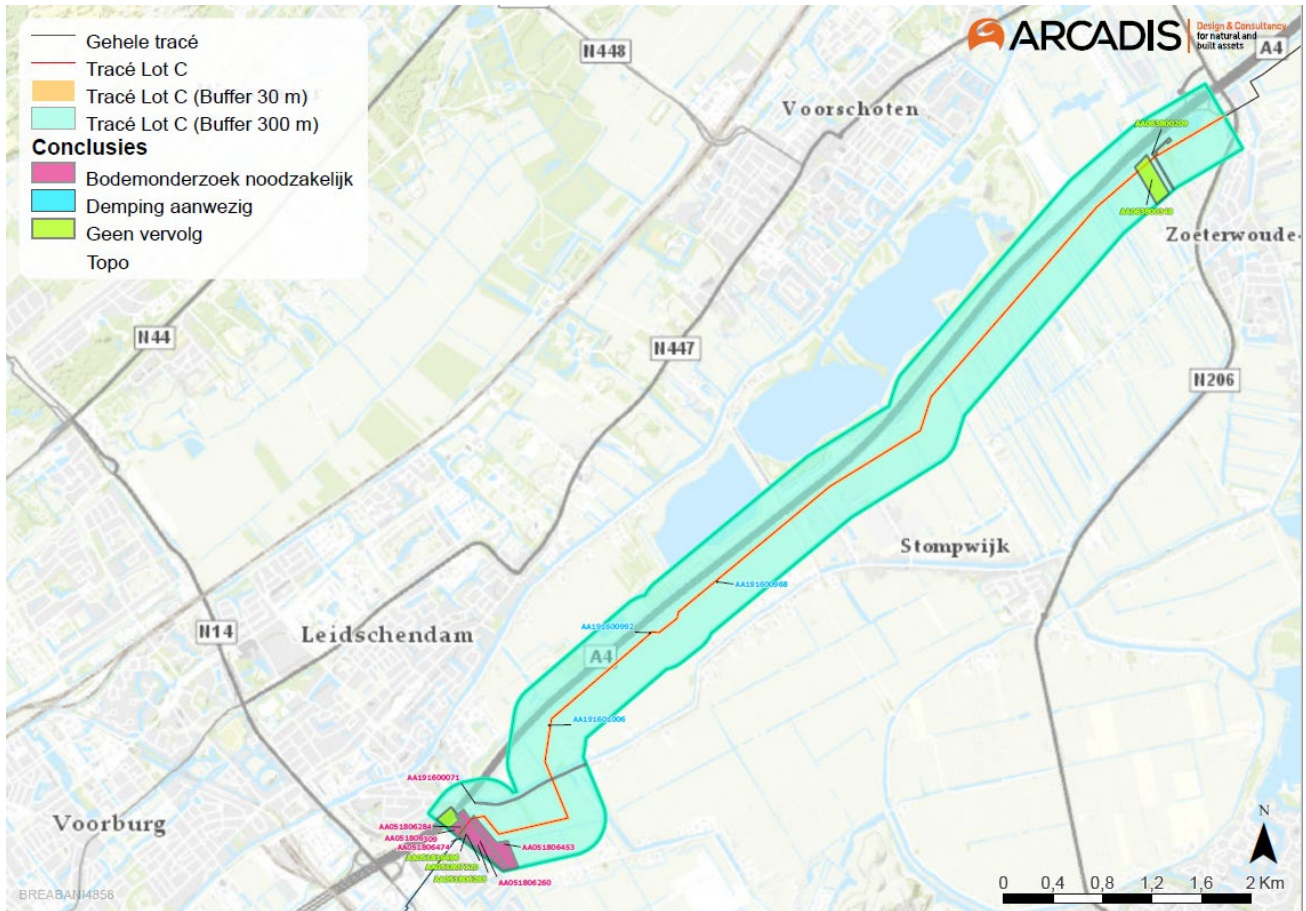 Gehele tracé
Tracé Lot C
Tracé Lot C (Buffer 30 m)
Tracé Lot C (Buffer 300 m)
Conclusies
Bodemonderzoek noodzakelijk
Demping aanwezig
Geen vervolg
Topo
ARCADIS
Design & Consultancy
for natural and
built assets
N448
A4
Voorschoten
AA063800209
Zoeterwoude-
N44
N447
N206
Stompwijk
AA191600968
AA191600992
N14
Leidschendam
A4
AA191601006
AA191600071
Voorburg
AA051806284
AA051806309
AA051806474
AA051806453
AA051806260
N
0 0,4 0,8 1,2 1,6 2 Km
BREABANI4856